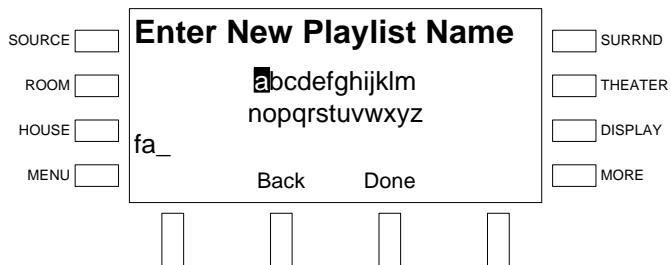 Enter New Playlist Name
SOURCE
SURRND
ROOM
abcdefghijklm
THEATER
HOUSE
nopqrstuvwxyz
DISPLAY
fa_
MENU
Back Done
MORE